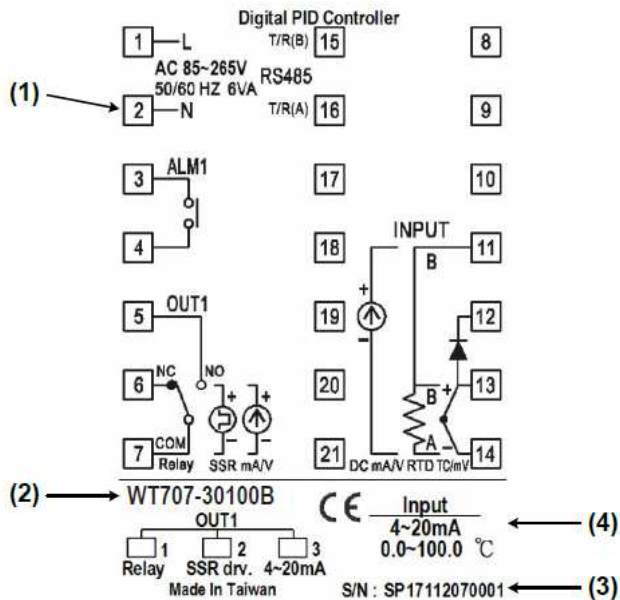 Digital PID Controller
1 L T/R(B) 15 8
AC 85~265V RS485
50/60 HZ 6VA
(1) 2 N T/R(A) 16 9
3 ALM1 17 10
4 18 INPUT 11
B
5 OUT1 19 + - 12
6 NC NO + - + - 20 B + 13
7 COM 21 A - 14
Relay SSR mA/V DC mA/V RTD TC/mV
(2) WT707-30100B
CE Input
4~20mA (4)
0.0~100.0 ℃
OUT1
1 2 3
Relay SSR drv. 4~20mA
Made In Taiwan S/N : SP17112070001 (3)